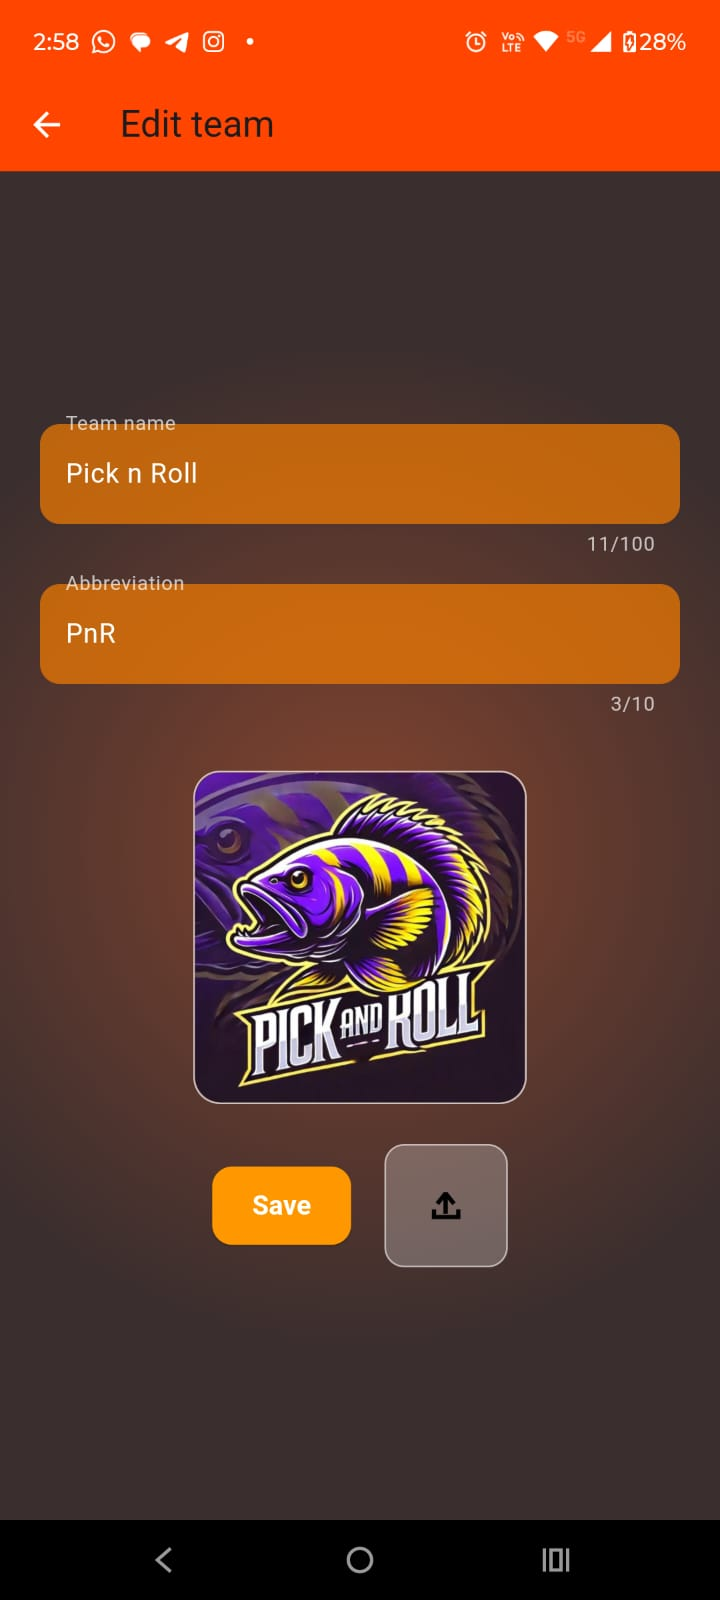 2:58 Vo) LTE 5G 28%
Edit team
Team name
Pick n Roll
11/100
Abbreviation
PnR
3/10
PICK AND ROLL
Save